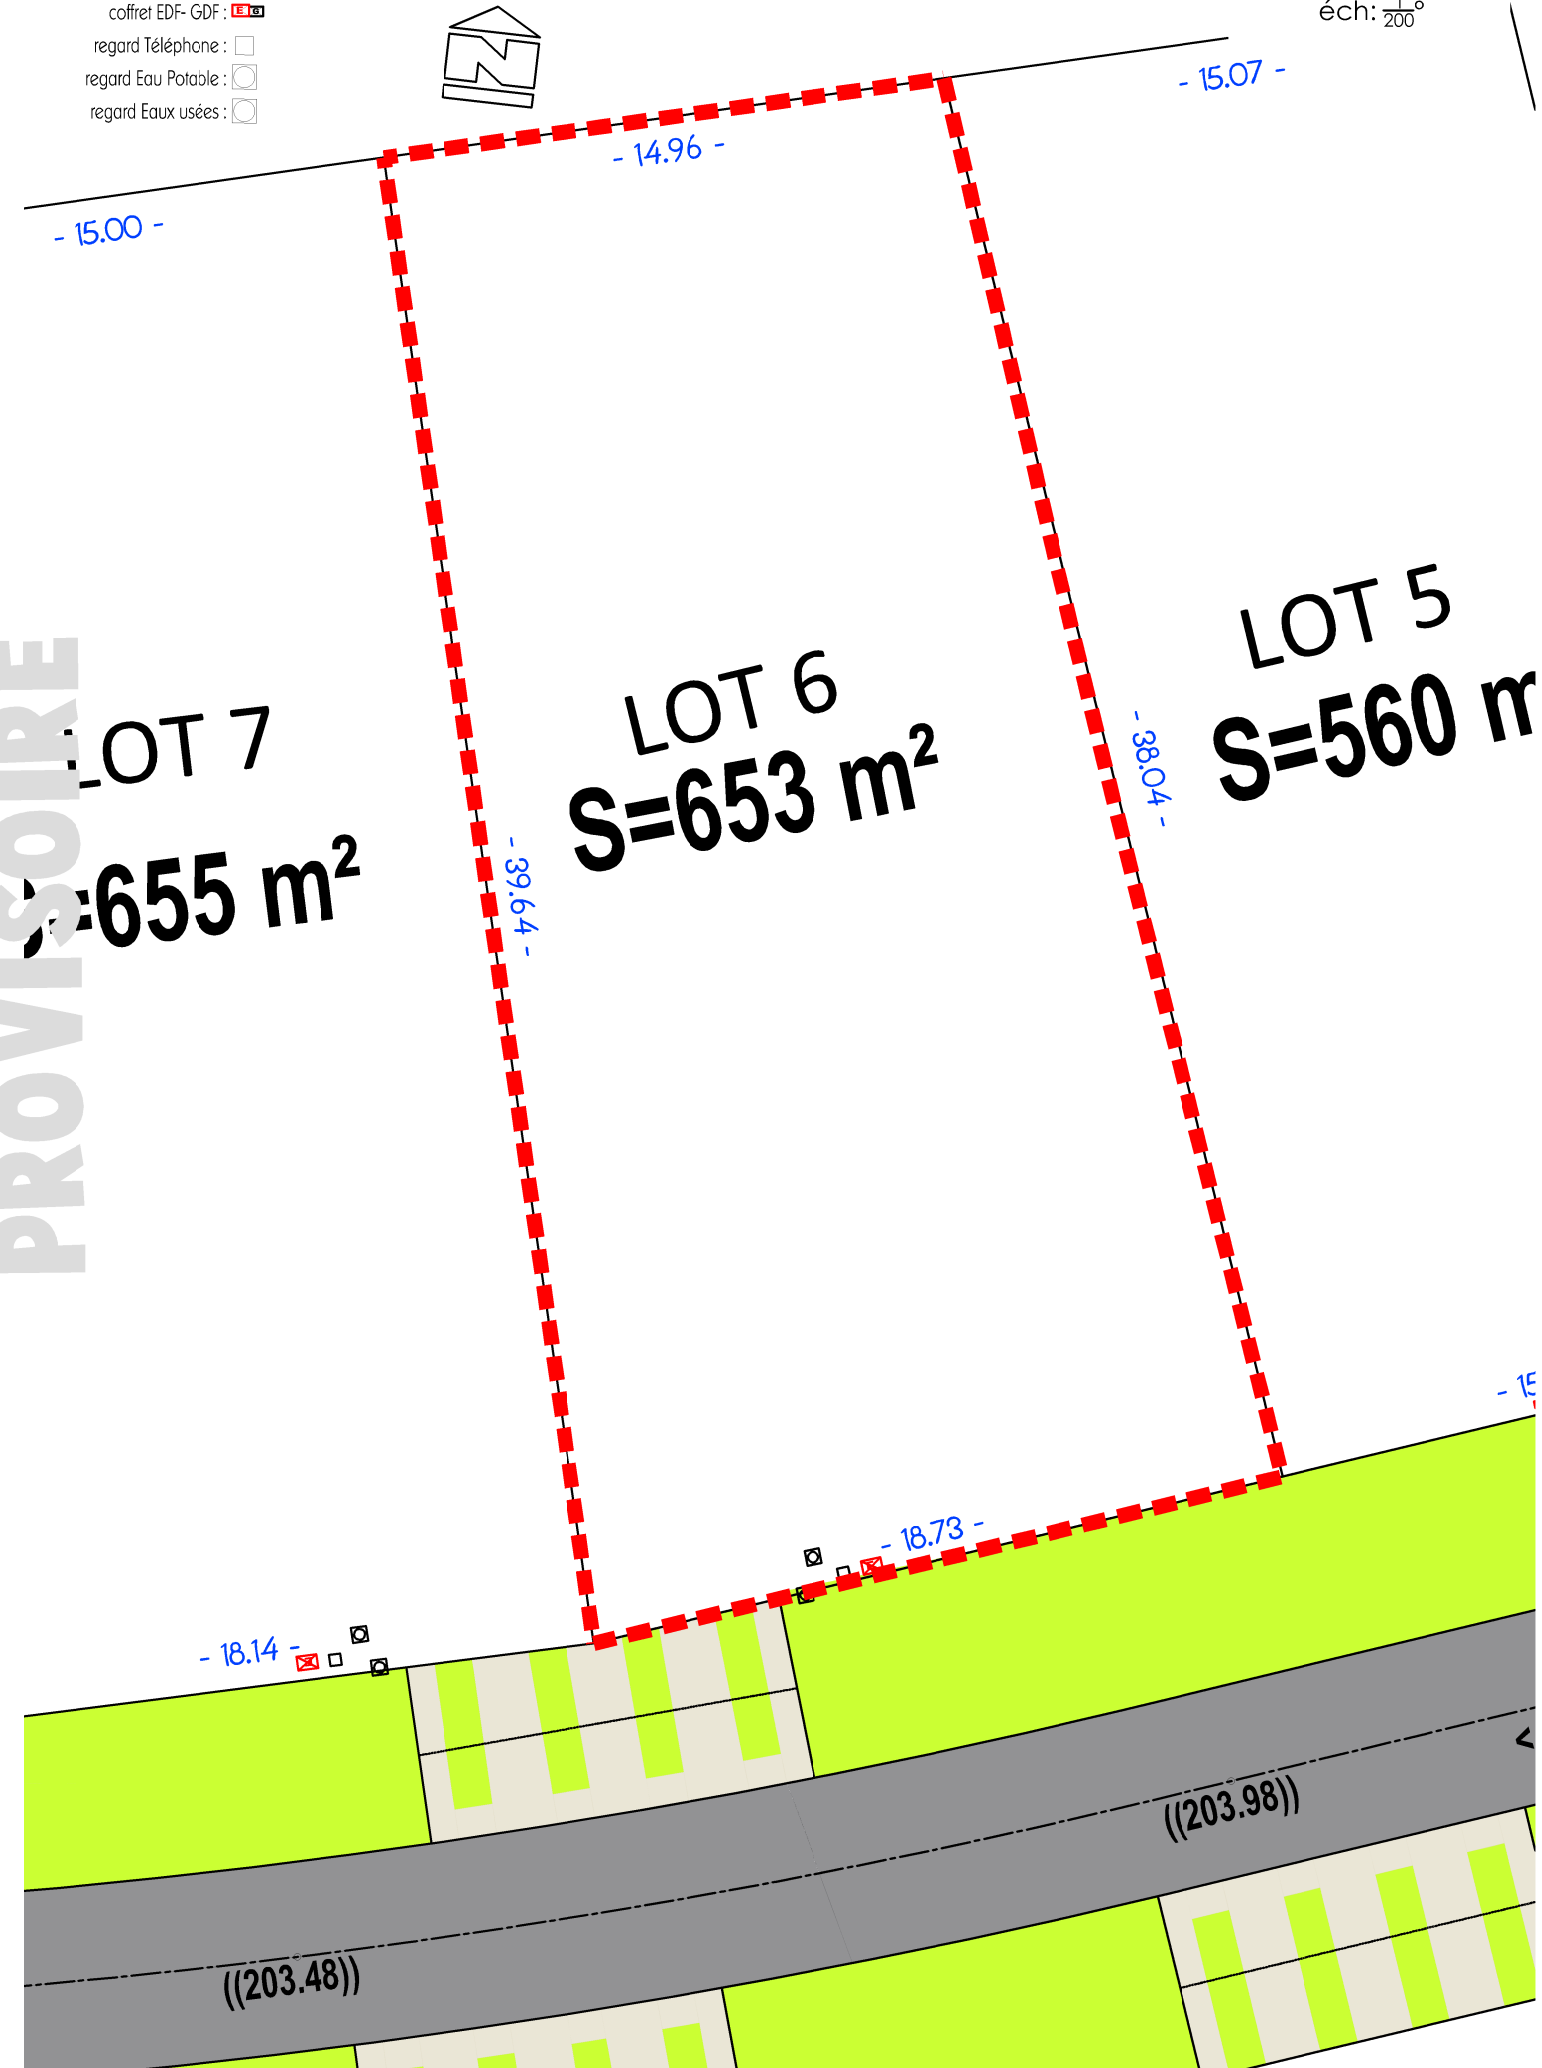 coffret EDF- GDF : E G
regard Téléphone :
regard Eau Potable :
regard Eaux usées :
N
éch: 1/200°
- 15.07 -
- 14.96 -
- 15.00 -
LOT 5
S=560 m
LOT 6
S=653 m²
- 38.04 -
LOT 7
S=655 m²
- 39.64 -
PROVISOIRE
- 15
- 18.73 -
- 18.14 -
((203.98))
((203.48))